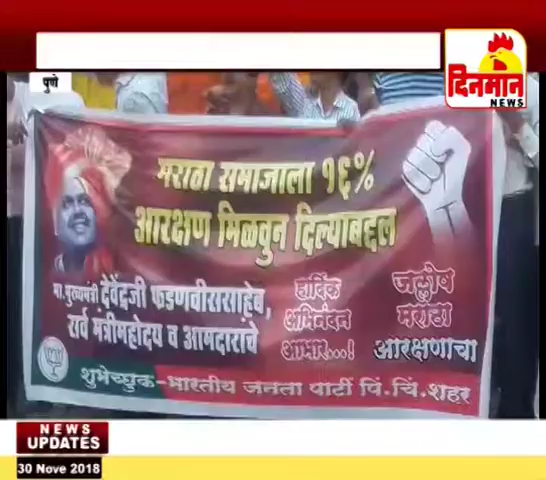 पुणे
दिनमान
NEWS
मराठा समाजाला १६%
आरक्षण मिळवुन दिल्याबद्दल
मा. मुख्यमंत्री देवेंद्रजी फडणवीससाहेब,
सर्व मंत्रीमहोदय व आमदारांचे
हार्दिक
अभिनंदन
आभार...!
जल्लोष
मराठा
आरक्षणाचा
शुभेच्छुक-भारतीय जनता पार्टी पिं.चिं.शहर
NEWS
UPDATES
30 Nove 2018